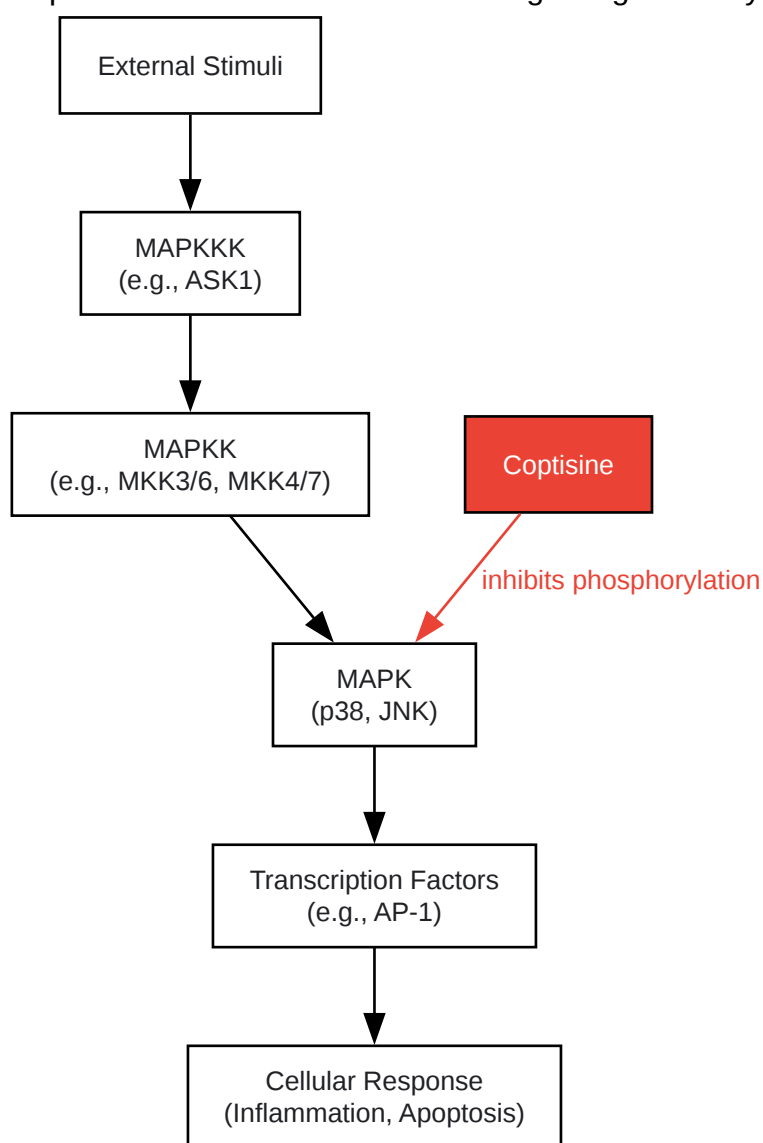 External Stimuli
MAPKKK
(e.g., ASK1)
MAPKK
(e.g., MKK3/6, MKK4/7)
Coptisine
inhibits phosphorylation
MAPK
(p38, JNK)
Transcription Factors
(e.g., AP-1)
Cellular Response
(Inflammation, Apoptosis)